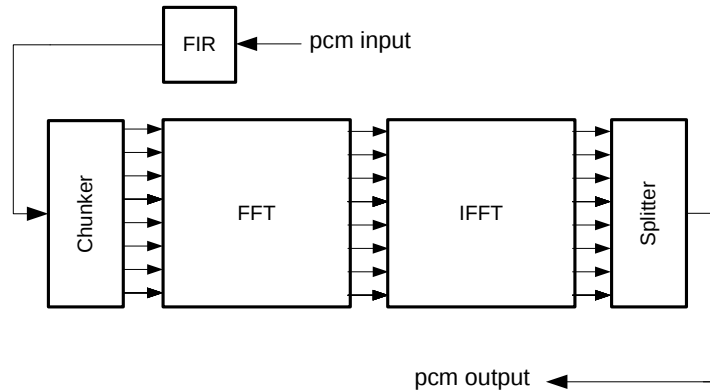 FIR
pcm input
Chunker
FFT
IFFT
Splitter
pcm output